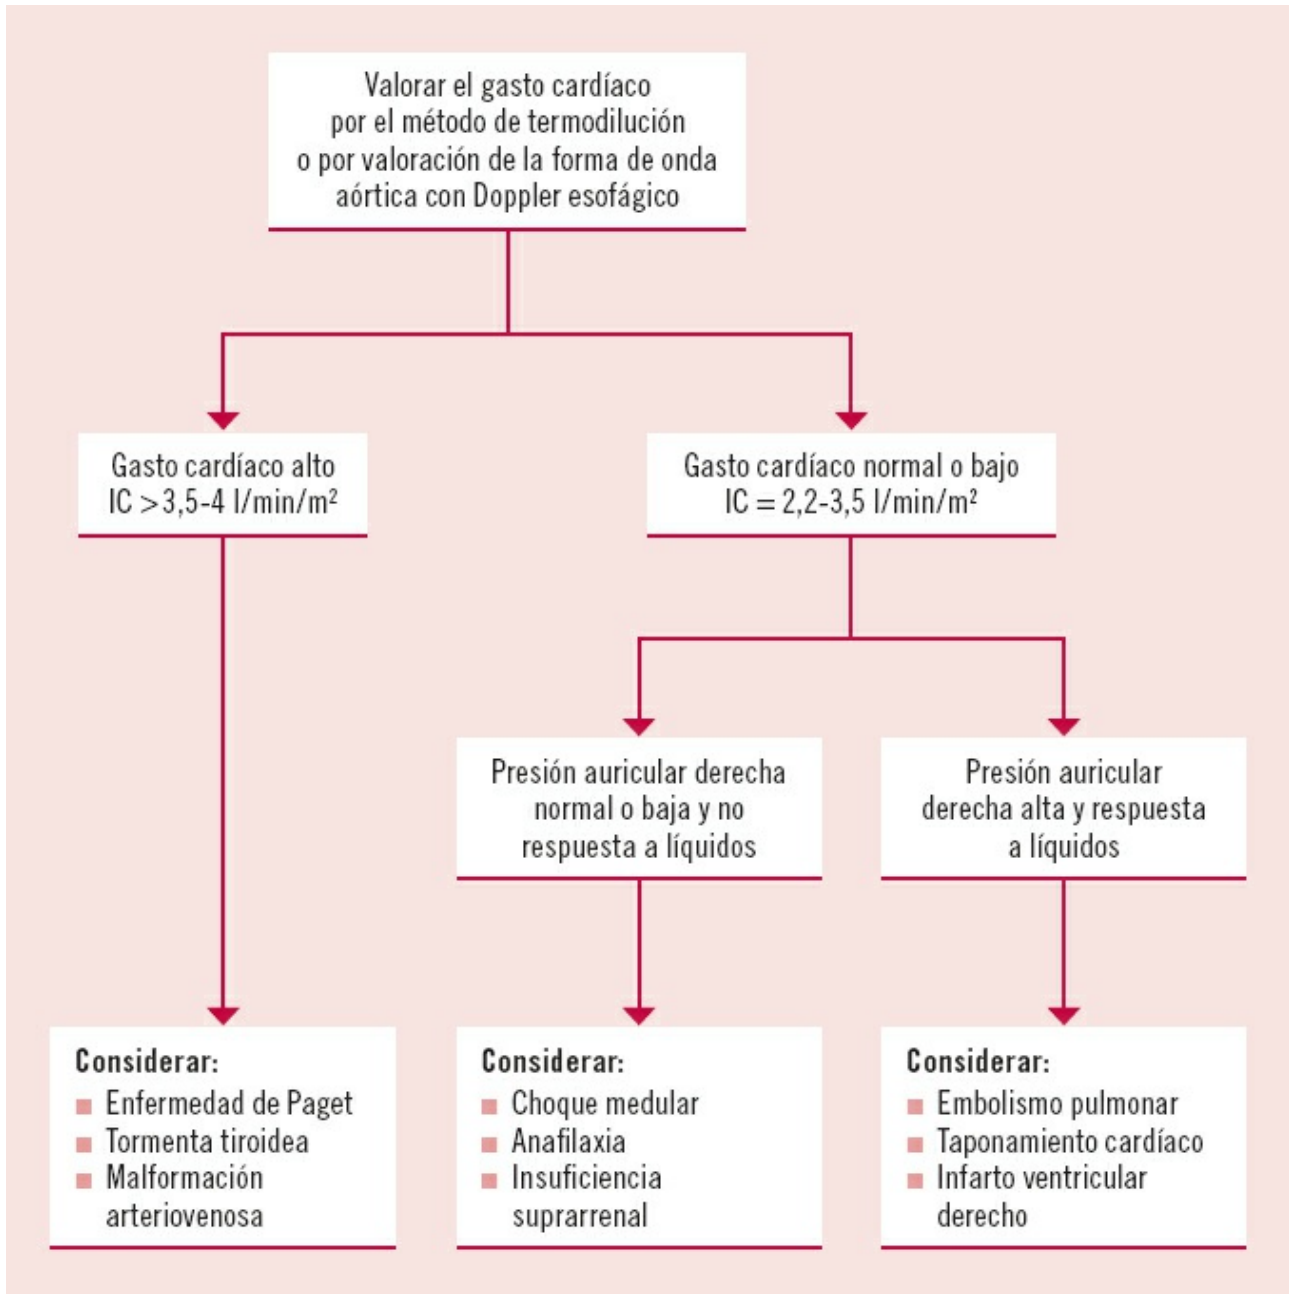 Valorar el gasto cardíaco
por el método de termodilución
o por valoración de la forma de onda
aórtica con Doppler esofágico
Gasto cardíaco alto
IC >3,5-4 l/min/m²
Gasto cardíaco normal o bajo
IC = 2,2-3,5 l/min/m²
Presión auricular derecha
normal o baja y no
respuesta a líquidos
Presión auricular
derecha alta y respuesta
a líquidos
Considerar:
Enfermedad de Paget
Tormenta tiroidea
Malformación
arteriovenosa
Considerar:
Choque medular
Anafilaxia
Insuficiencia
suprarrenal
Considerar:
Embolismo pulmonar
Taponamiento cardíaco
Infarto ventricular
derecho